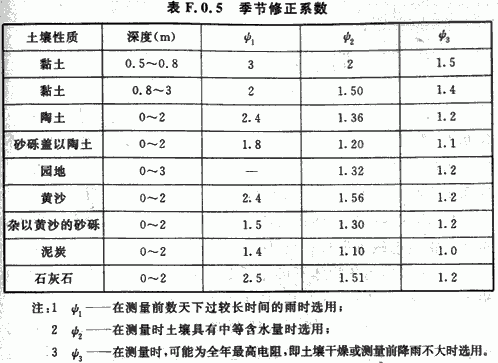 表 F.0.5 季节修正系数
土壤性质 深度(m) ψ₁ ψ₂ ψ₃
黏土 0.5～0.8 3 2 1.5
黏土 0.8～3 2 1.50 1.4
陶土 0～2 2.4 1.36 1.2
砂砾盖以陶土 0～2 1.8 1.20 1.1
园地 0～3 — 1.32 1.2
黄沙 0～2 2.4 1.56 1.2
杂以黄沙的砂砾 0～2 1.5 1.30 1.2
泥炭 0～2 1.4 1.10 1.0
石灰石 0～2 2.5 1.51 1.2
注:1 ψ₁——在测量前数天下过较长时间的雨时选用;
2 ψ₂——在测量时土壤具有中等含水量时选用;
3 ψ₃——在测量时,可能为全年最高电阻,即土壤干燥或测量前降雨不大时选用。